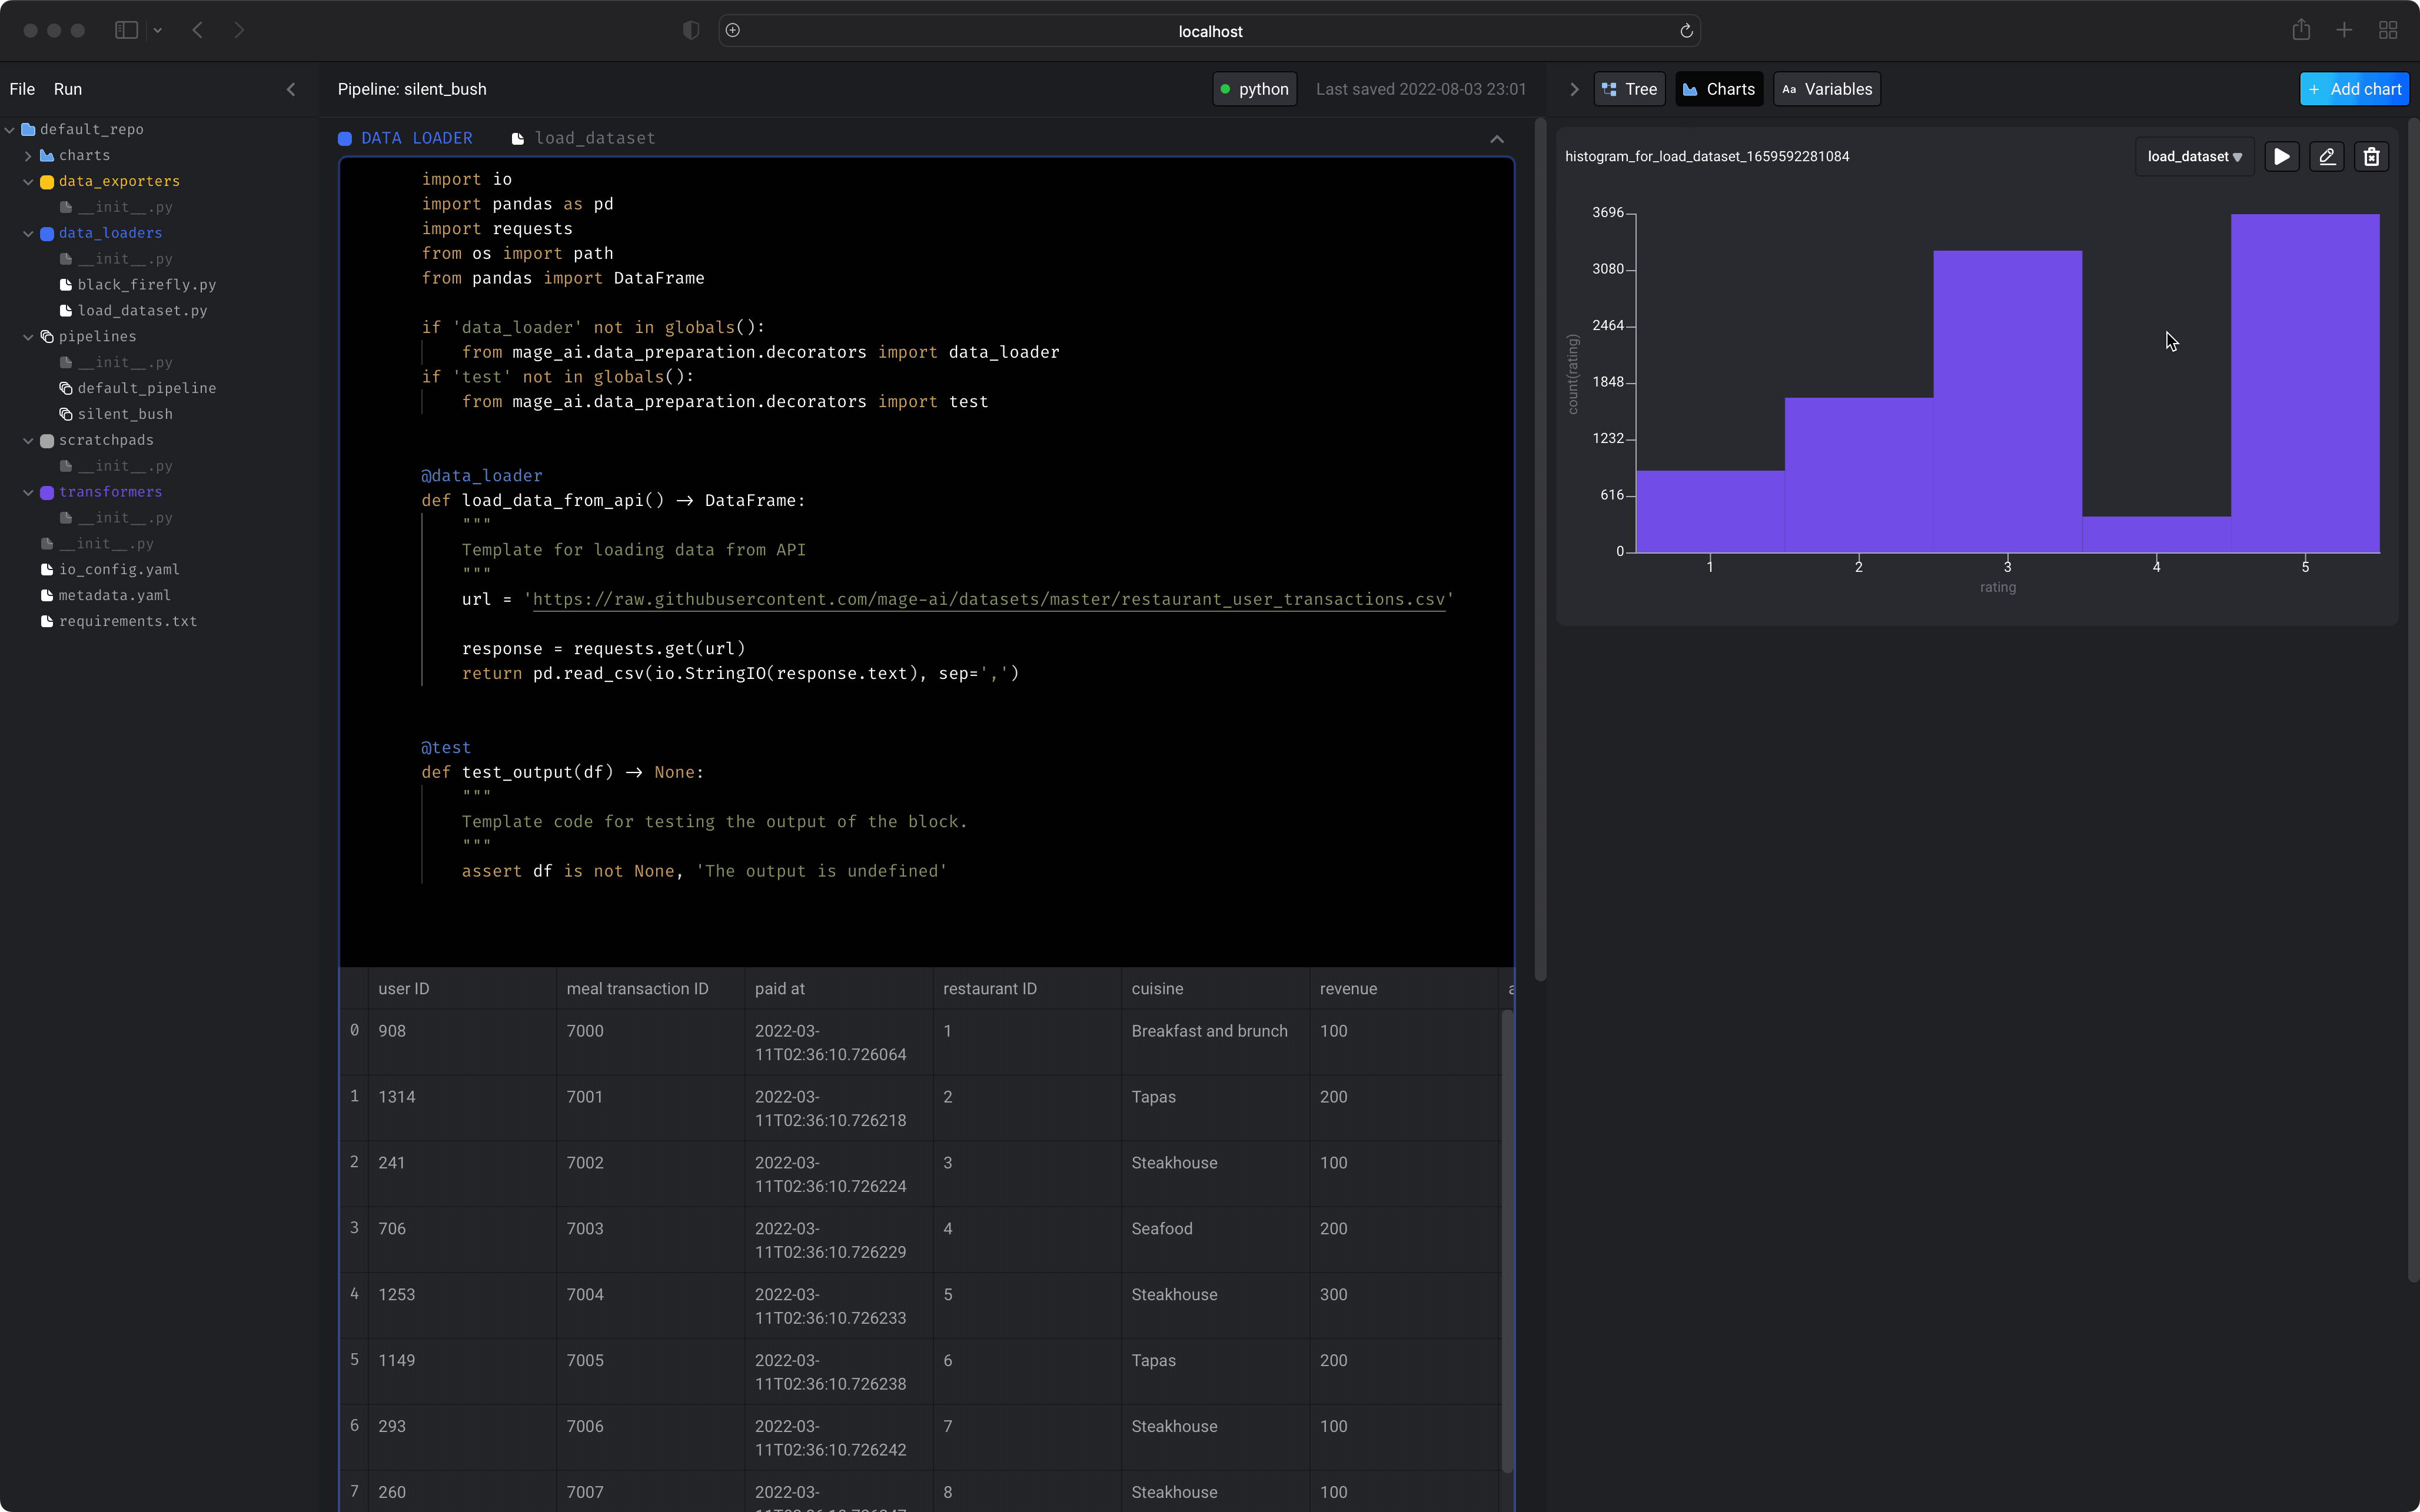 localhost
File Run
default_repo
charts
data_exporters
__init__.py
data_loaders
__init__.py
black_firefly.py
load_dataset.py
pipelines
__init__.py
default_pipeline
silent_bush
scratchpads
__init__.py
transformers
__init__.py
__init__.py
io_config.yaml
metadata.yaml
requirements.txt
Pipeline: silent_bush python Last saved 2022-08-03 23:01
DATA LOADER load_dataset
import io
import pandas as pd
import requests
from os import path
from pandas import DataFrame
if 'data_loader' not in globals():
from mage_ai.data_preparation.decorators import data_loader
if 'test' not in globals():
from mage_ai.data_preparation.decorators import test
@data_loader
def load_data_from_api() -> DataFrame:
"""
Template for loading data from API
"""
url = 'https://raw.githubusercontent.com/mage-ai/datasets/master/restaurant_user_transactions.csv'
response = requests.get(url)
return pd.read_csv(io.StringIO(response.text), sep=',')
@test
def test_output(df) -> None:
"""
Template code for testing the output of the block.
"""
assert df is not None, 'The output is undefined'
user ID meal transaction ID paid at restaurant ID cuisine revenue
0 908 7000 2022-03-11T02:36:10.726064 1 Breakfast and brunch 100
1 1314 7001 2022-03-11T02:36:10.726218 2 Tapas 200
2 241 7002 2022-03-11T02:36:10.726224 3 Steakhouse 100
3 706 7003 2022-03-11T02:36:10.726229 4 Seafood 200
4 1253 7004 2022-03-11T02:36:10.726233 5 Steakhouse 300
5 1149 7005 2022-03-11T02:36:10.726238 6 Tapas 200
6 293 7006 2022-03-11T02:36:10.726242 7 Steakhouse 100
7 260 7007 2022-03- 8 Steakhouse 100
Tree Charts Aa Variables + Add chart
histogram_for_load_dataset_1659592281084 load_dataset
3696
3080
2464
1848
1232
616
0
count(rating)
1 2 3 4 5
rating